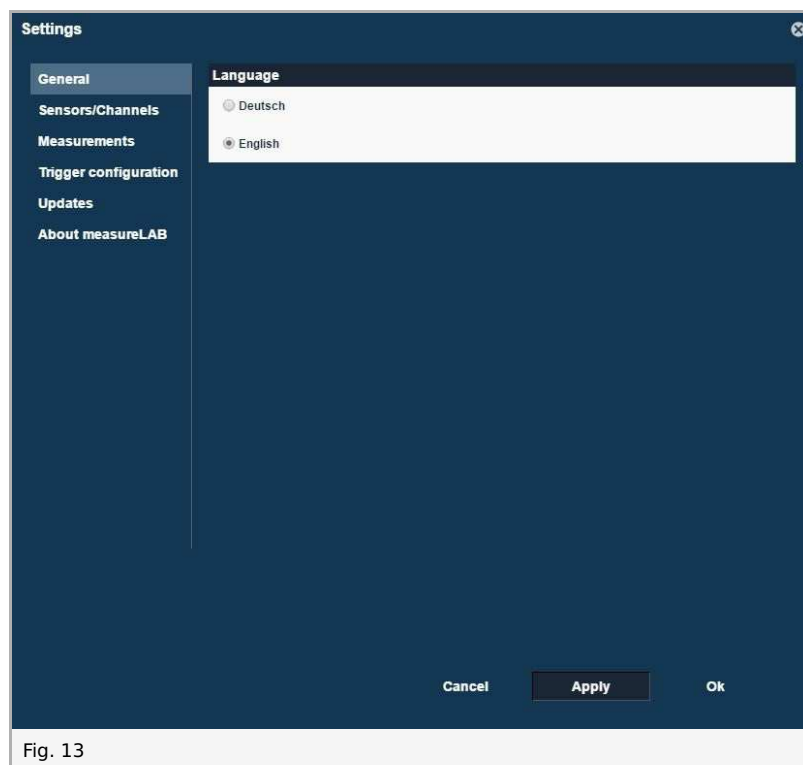 Settings
General
Sensors/Channels
Measurements
Trigger configuration
Updates
About measureLAB
Language
Deutsch
English
Cancel Apply Ok
Fig. 13